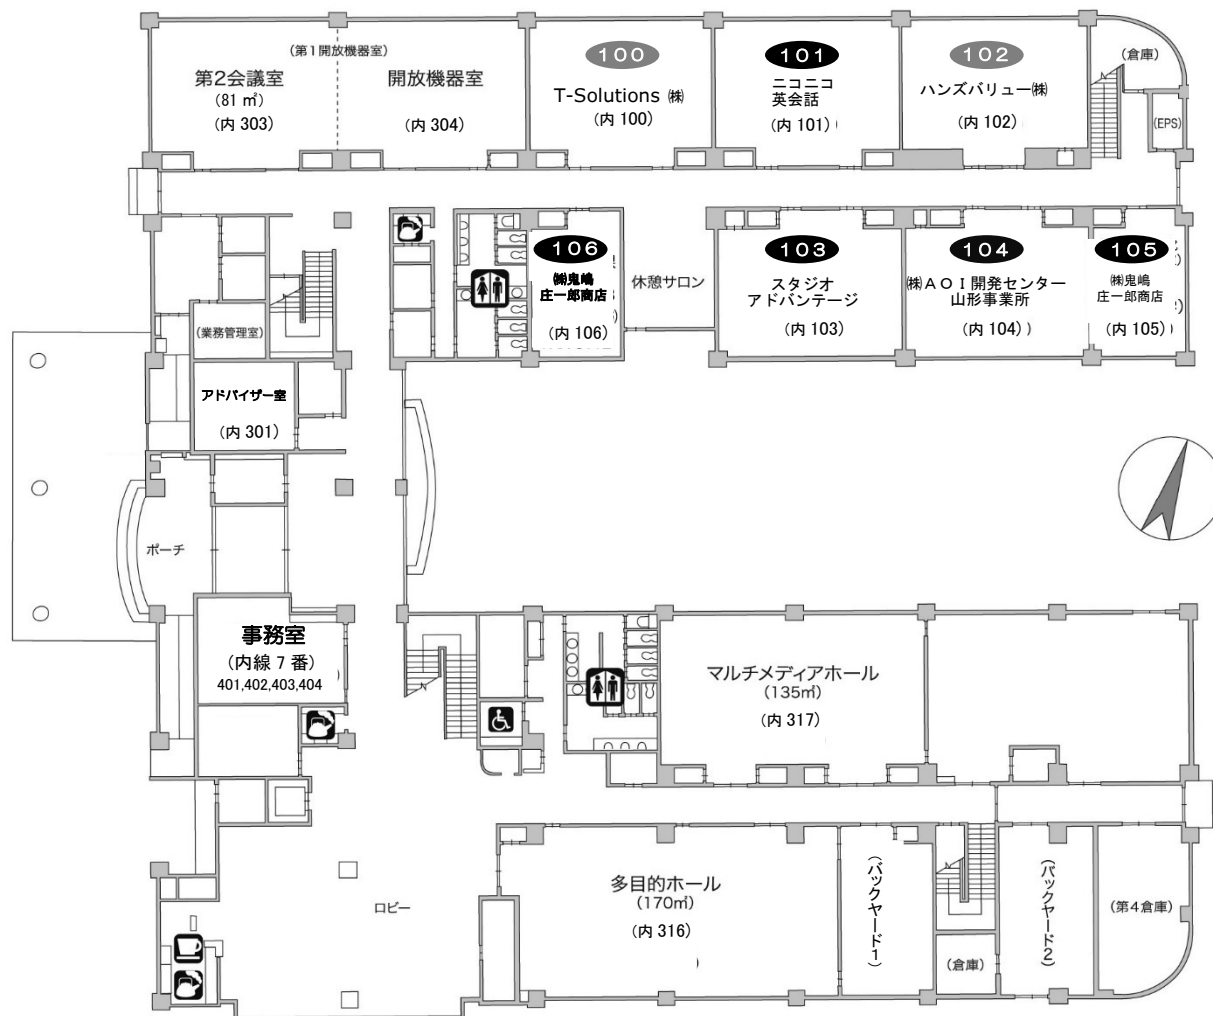 (第1開放機器室)
第2会議室
(81 ㎡)
(内 303)
開放機器室
(内 304)
100
T-Solutions ㈱
(内 100)
101
ニコニコ
英会話
(内 101)
102
ハンズバリュー㈱
(内 102)
(倉庫)
(EPS)
106
㈱鬼嶋
庄一郎商店
(内 106)
休憩サロン
103
スタジオ
アドバンテージ
(内 103)
104
㈱ＡＯＩ開発センター
山形事業所
(内 104)
105
㈱鬼嶋
庄一郎商店
(内 105)
(業務管理室)
アドバイザー室
(内 301)
ポーチ
事務室
(内線 7 番)
401,402,403,404
マルチメディアホール
(135㎡)
(内 317)
多目的ホール
(170㎡)
(内 316)
ロビー
(バックヤード1)
(倉庫)
(バックヤード2)
(第4倉庫)